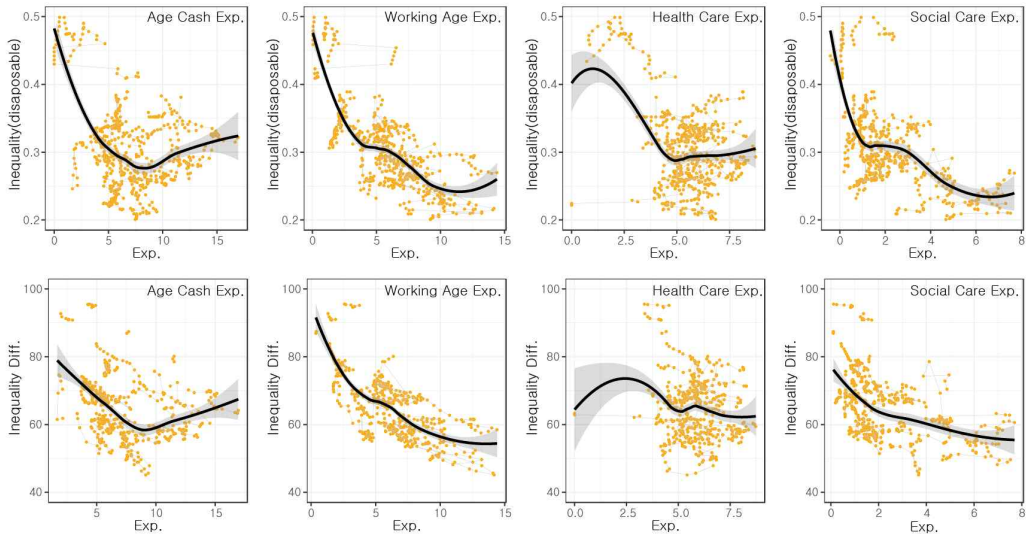 Age Cash Exp.
Inequality(disposable)
0.5
0.4
0.3
0.2
0
5
10
15
Exp.
Working Age Exp.
Inequality(disposable)
0.5
0.4
0.3
0.2
0
5
10
15
Exp.
Health Care Exp.
Inequality(disposable)
0.5
0.4
0.3
0.2
0.0
2.5
5.0
7.5
Exp.
Social Care Exp.
Inequality(disposable)
0.5
0.4
0.3
0.2
0
2
4
6
8
Exp.
Age Cash Exp.
Inequality Diff.
100
80
60
40
5
10
15
Exp.
Working Age Exp.
Inequality Diff.
100
80
60
40
0
5
10
15
Exp.
Health Care Exp.
Inequality Diff.
100
80
60
40
0.0
2.5
5.0
7.5
Exp.
Social Care Exp.
Inequality Diff.
100
80
60
40
0
2
4
6
8
Exp.